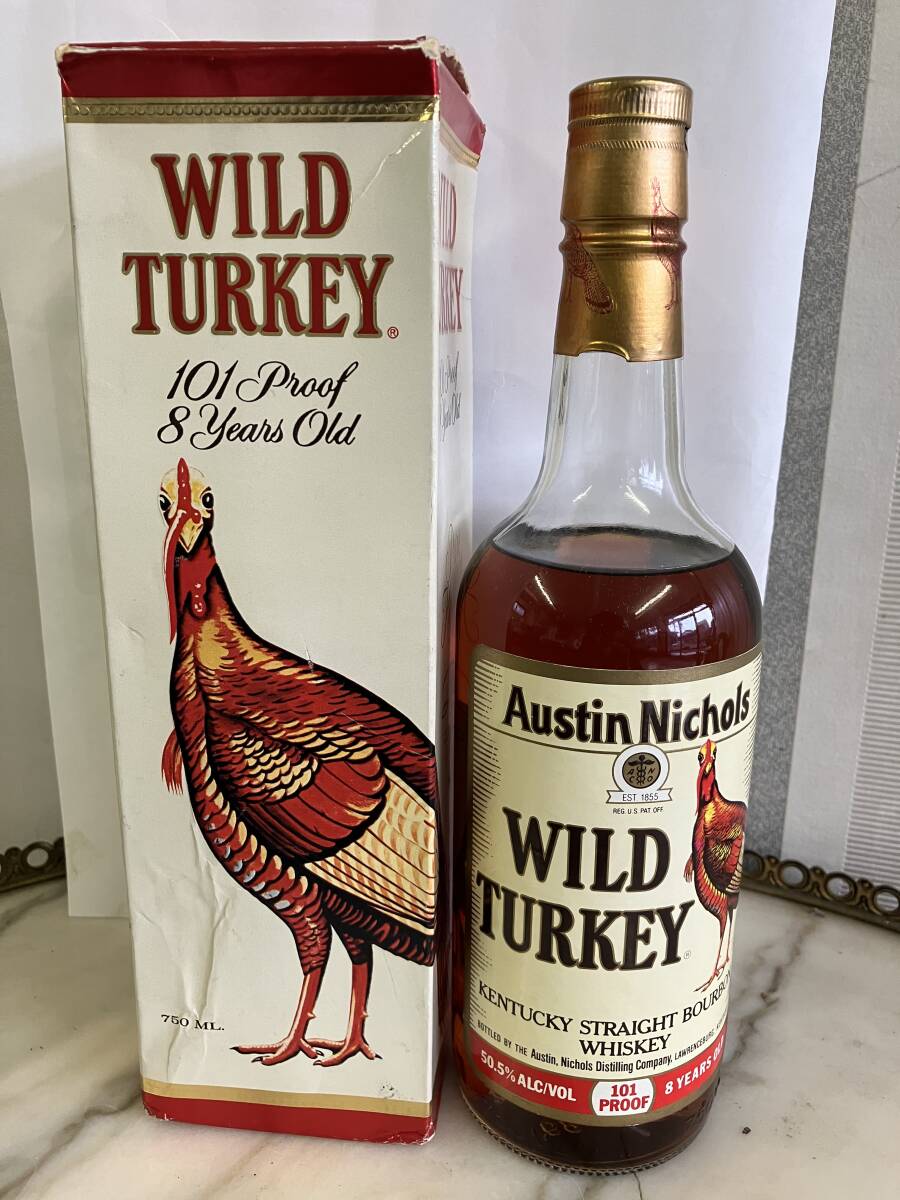 WILD
TURKEY®
101 Proof
8 Years Old
750 ML.
Austin Nichols
AN
CO
EST 1855
REG. U.S. PAT. OFF.
WILD
TURKEY®
KENTUCKY STRAIGHT BOURBON
WHISKEY
BOTTLED BY THE Austin, Nichols Distilling Company, LAWRENCEBURG,
50.5% ALC/VOL
101
PROOF
8 YEARS